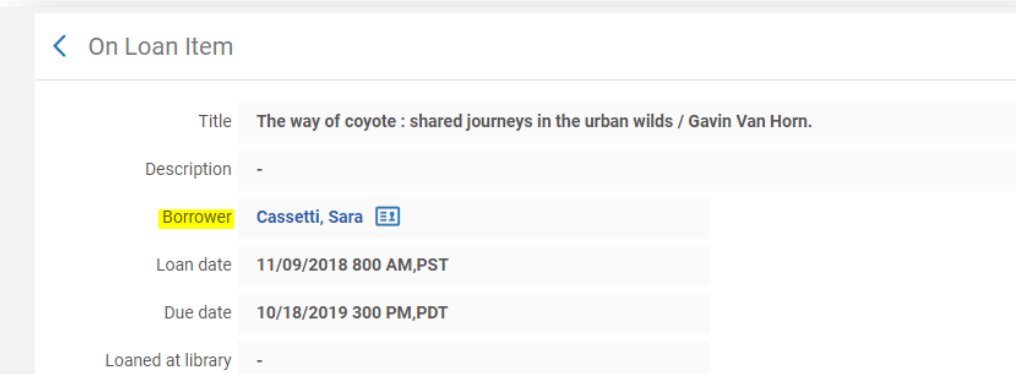 On Loan Item
Title The way of coyote : shared journeys in the urban wilds / Gavin Van Horn.
Description -
Borrower Cassetti, Sara
Loan date 11/09/2018 800 AM,PST
Due date 10/18/2019 300 PM,PDT
Loaned at library -